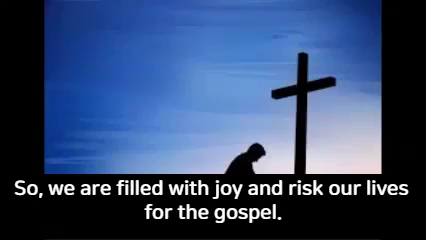 So, we are filled with joy and risk our lives
for the gospel.